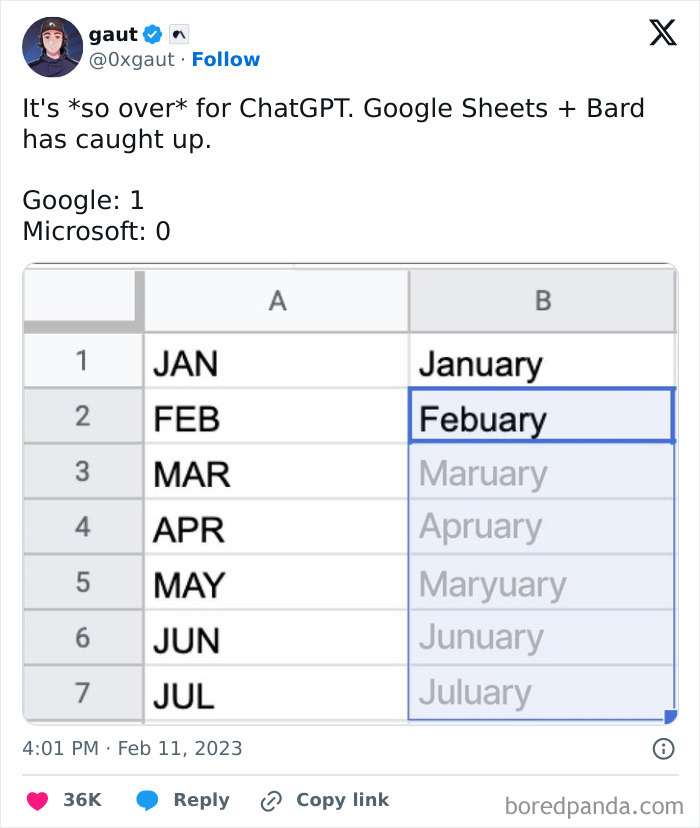 gaut
@0xgaut · Follow
It's *so over* for ChatGPT. Google Sheets + Bard
has caught up.
Google: 1
Microsoft: 0
A B
1 JAN January
2 FEB Febuary
3 MAR Maruary
4 APR Apruary
5 MAY Maryuary
6 JUN Junuary
7 JUL Juluary
4:01 PM · Feb 11, 2023
36K Reply Copy link
boredpanda.com